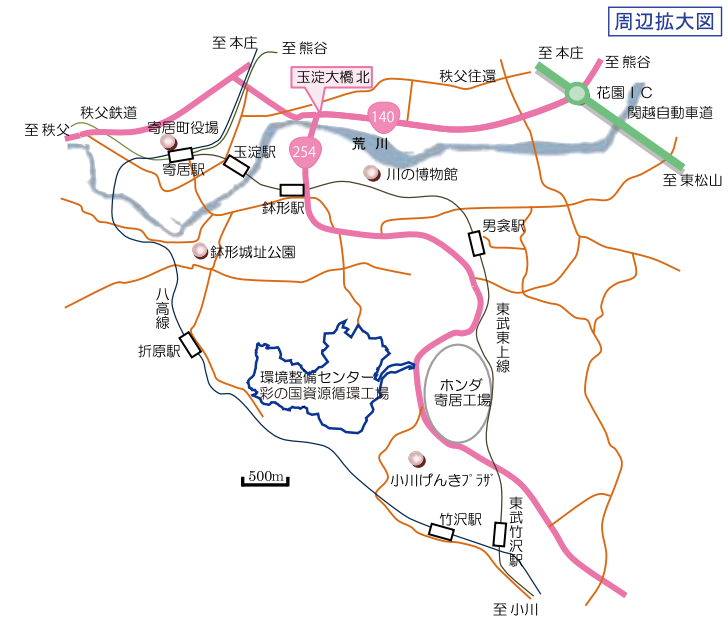 周辺拡大図
至 本庄
至 熊谷
至 本庄
至 熊谷
玉淀大橋 北
秩父往還
花園ＩＣ
秩父鉄道
関越自動車道
至 秩父
寄居町役場
140
254
荒 川
玉淀駅
寄居駅
川の博物館
至 東松山
鉢形駅
男衾駅
鉢形城址公園
八高線
東武東上線
折原駅
環境整備センター
彩の国資源循環工場
ホンダ
寄居工場
500m
小川げんきﾌﾟﾗｻﾞ
竹沢駅
東武竹沢駅
至 小川